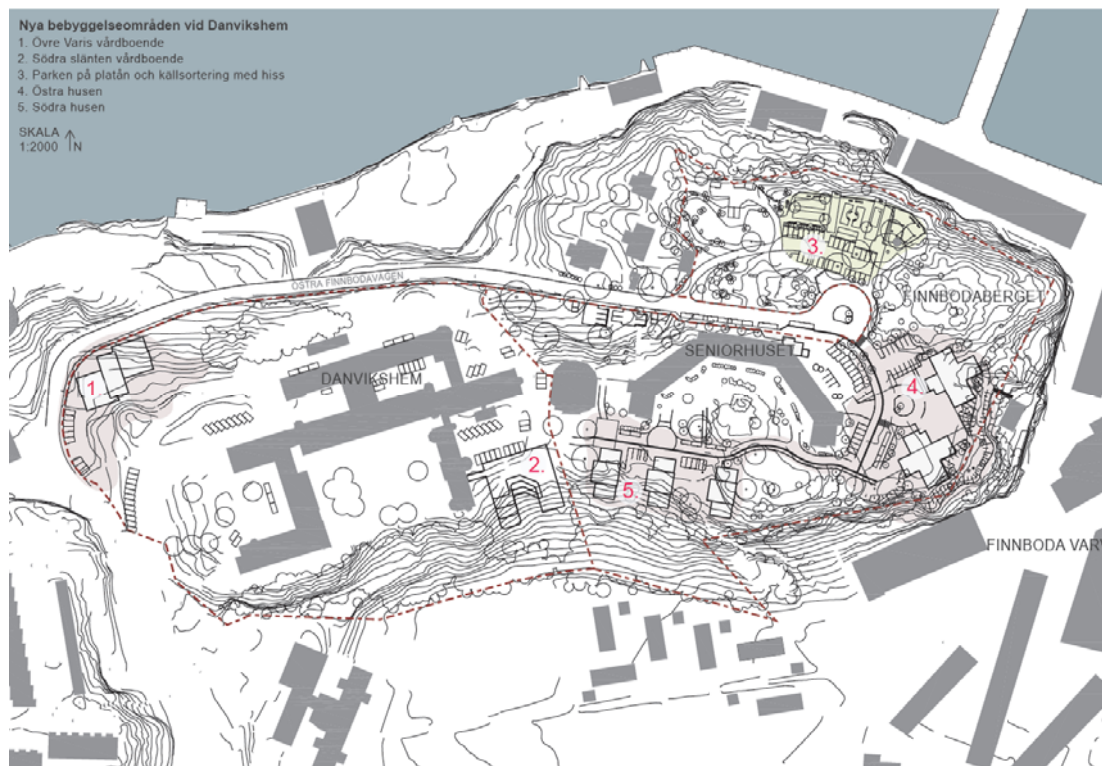 Nya bebyggelseområden vid Danvikshem
1. Övre Varis vårdboende
2. Södra slänten vårdboende
3. Parken på platån och källsortering med hiss
4. Östra husen
5. Södra husen
SKALA
1:2000 N
ÖSTRA FINNBODAVÄGEN
3.
FINNBODABERGET
SENIORHUSET
DANVIKSHEM
1
4.
2.
5.
FINNBODA VARV